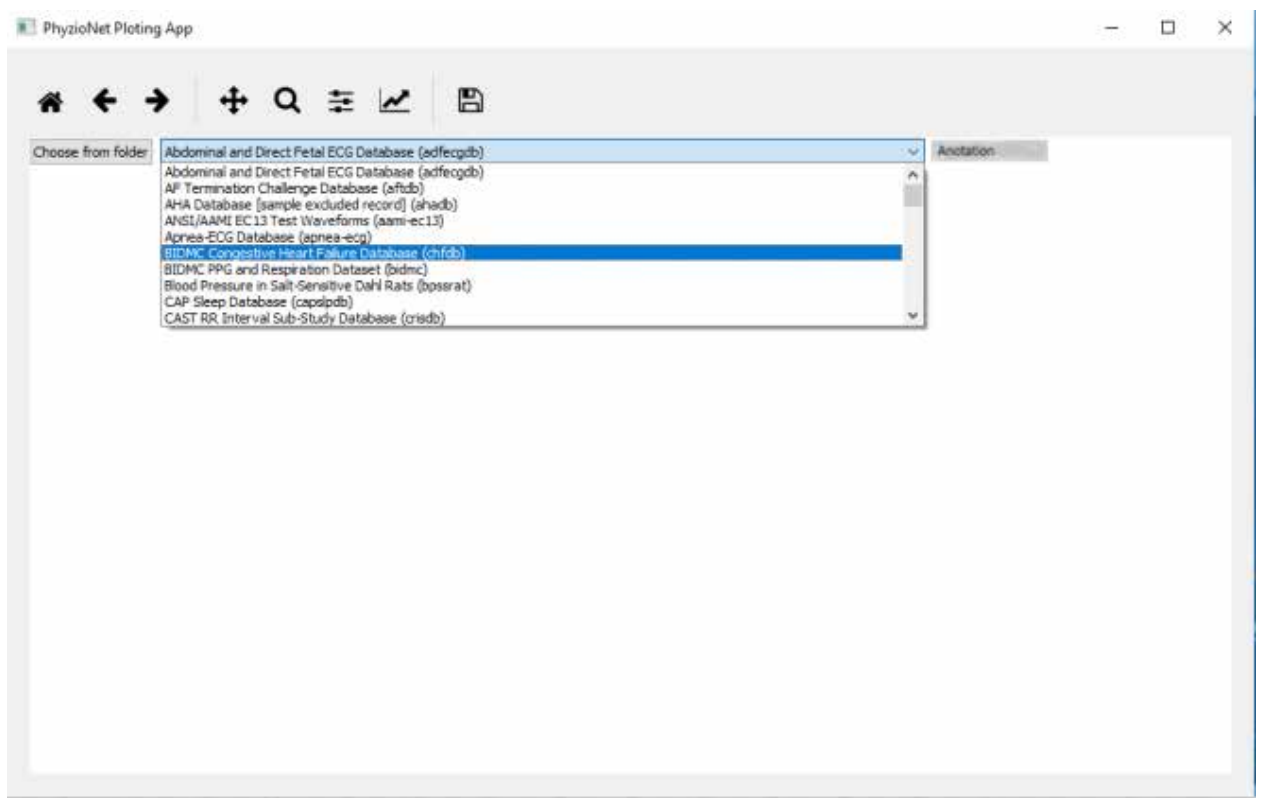 PhyzioNet Ploting App
Choose from folder Abdominal and Direct Fetal ECG Database (adfecgdb) Anotation
Abdominal and Direct Fetal ECG Database (adfecgdb)
AF Termination Challenge Database (aftdb)
AHA Database [sample excluded record] (ahadb)
ANSI/AAMI EC13 Test Waveforms (aami-ec13)
Apnea-ECG Database (apnea-ecg)
BIDMC Congestive Heart Failure Database (chfdb)
BIDMC PPG and Respiration Dataset (bidmc)
Blood Pressure in Salt-Sensitive Dahl Rats (bpssrat)
CAP Sleep Database (capslpdb)
CAST RR Interval Sub-Study Database (crisdb)